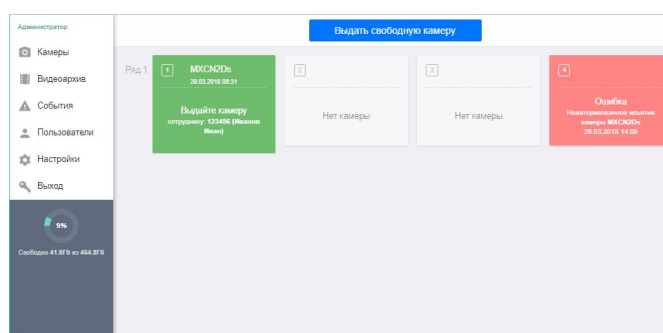 Администратор
Выдать свободную камеру
Камеры
Видеоархив
События
Пользователи
Настройки
Выход
9%
Свободно 41.8Гб из 464.8Гб
Ряд 1
1
MXCN2Ds
29.03.2018 08:31
Выдайте камеру
сотруднику: 123456 (Иванов
Иван)
2
Нет камеры
3
Нет камеры
4
Ошибка
Неавторизованное изъятие
камеры MXCN2Ds
29.03.2018 14:08